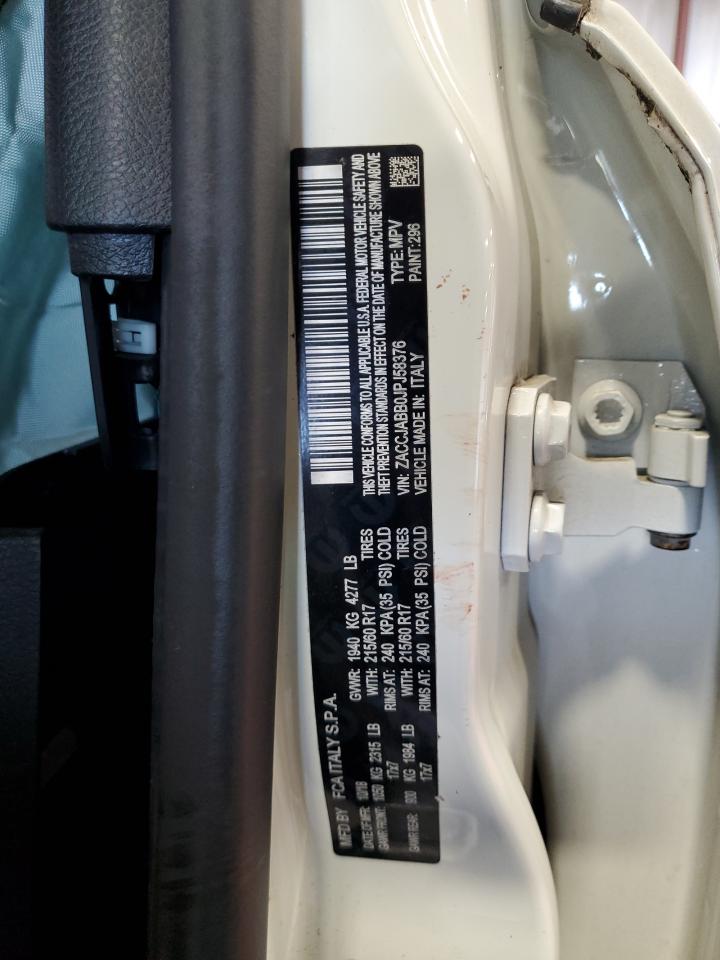 MFD BY FCA ITALY S.P.A.
DATE OF MFR: 10/18 GVWR: 1940 KG 4277 LB
GAWR FRONT: 1050 KG 2315 LB WITH: 215/60 R17 TIRES
17x7 RIMS AT: 240 KPA(35 PSI) COLD
GAWR REAR: 900 KG 1984 LB WITH: 215/60 R17 TIRES
17x7 RIMS AT: 240 KPA(35 PSI) COLD
THIS VEHICLE CONFORMS TO ALL APPLICABLE U.S.A. FEDERAL MOTOR VEHICLE SAFETY AND
THEFT PREVENTION STANDARDS IN EFFECT ON THE DATE OF MANUFACTURE SHOWN ABOVE
VIN: ZACCJABB0JPJ58376 TYPE:MPV
VEHICLE MADE IN: ITALY PAINT:296